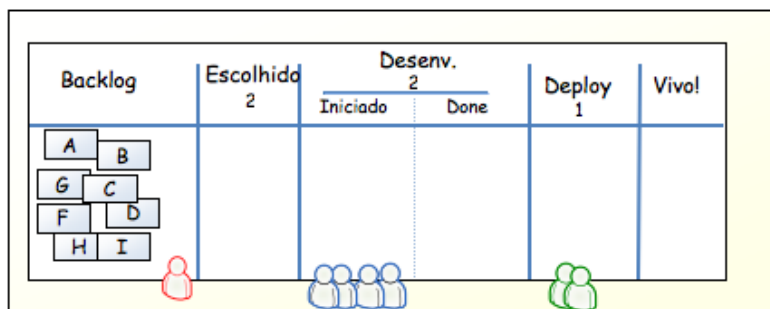 Backlog
Escolhido
2
Desenv.
2
Iniciado
Done
Deploy
1
Vivo!
A
B
G
C
F
D
H
I